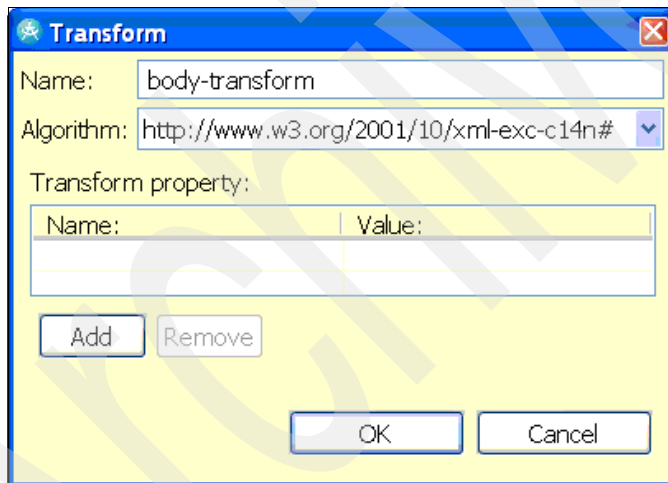 Transform
Name: body-transform
Algorithm: http://www.w3.org/2001/10/xml-exc-c14n#
Transform property:
Name: Value:
Add Remove
OK Cancel